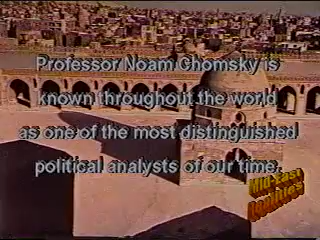 Professor Noam Chomsky is
known throughout the world
as one of the most distinguished
political analysts of our time.
Mid-East
Realities